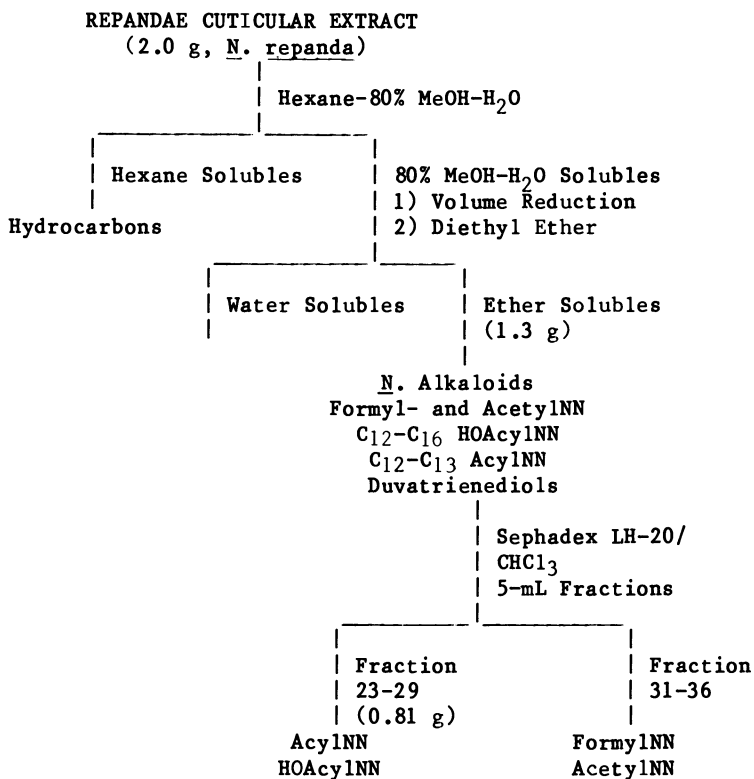 REPANDAE CUTICULAR EXTRACT
(2.0 g, N. repanda)
Hexane-80% MeOH-H2O
Hexane Solubles
Hydrocarbons
80% MeOH-H2O Solubles
1) Volume Reduction
2) Diethyl Ether
Water Solubles
Ether Solubles
(1.3 g)
N. Alkaloids
Formyl- and AcetylNN
C12-C16 HOAcylNN
C12-C13 AcylNN
Duvatrienediols
Sephadex LH-20/
CHCl3
5-mL Fractions
Fraction
23-29
(0.81 g)
AcylNN
HOAcylNN
Fraction
31-36
FormylNN
AcetylNN